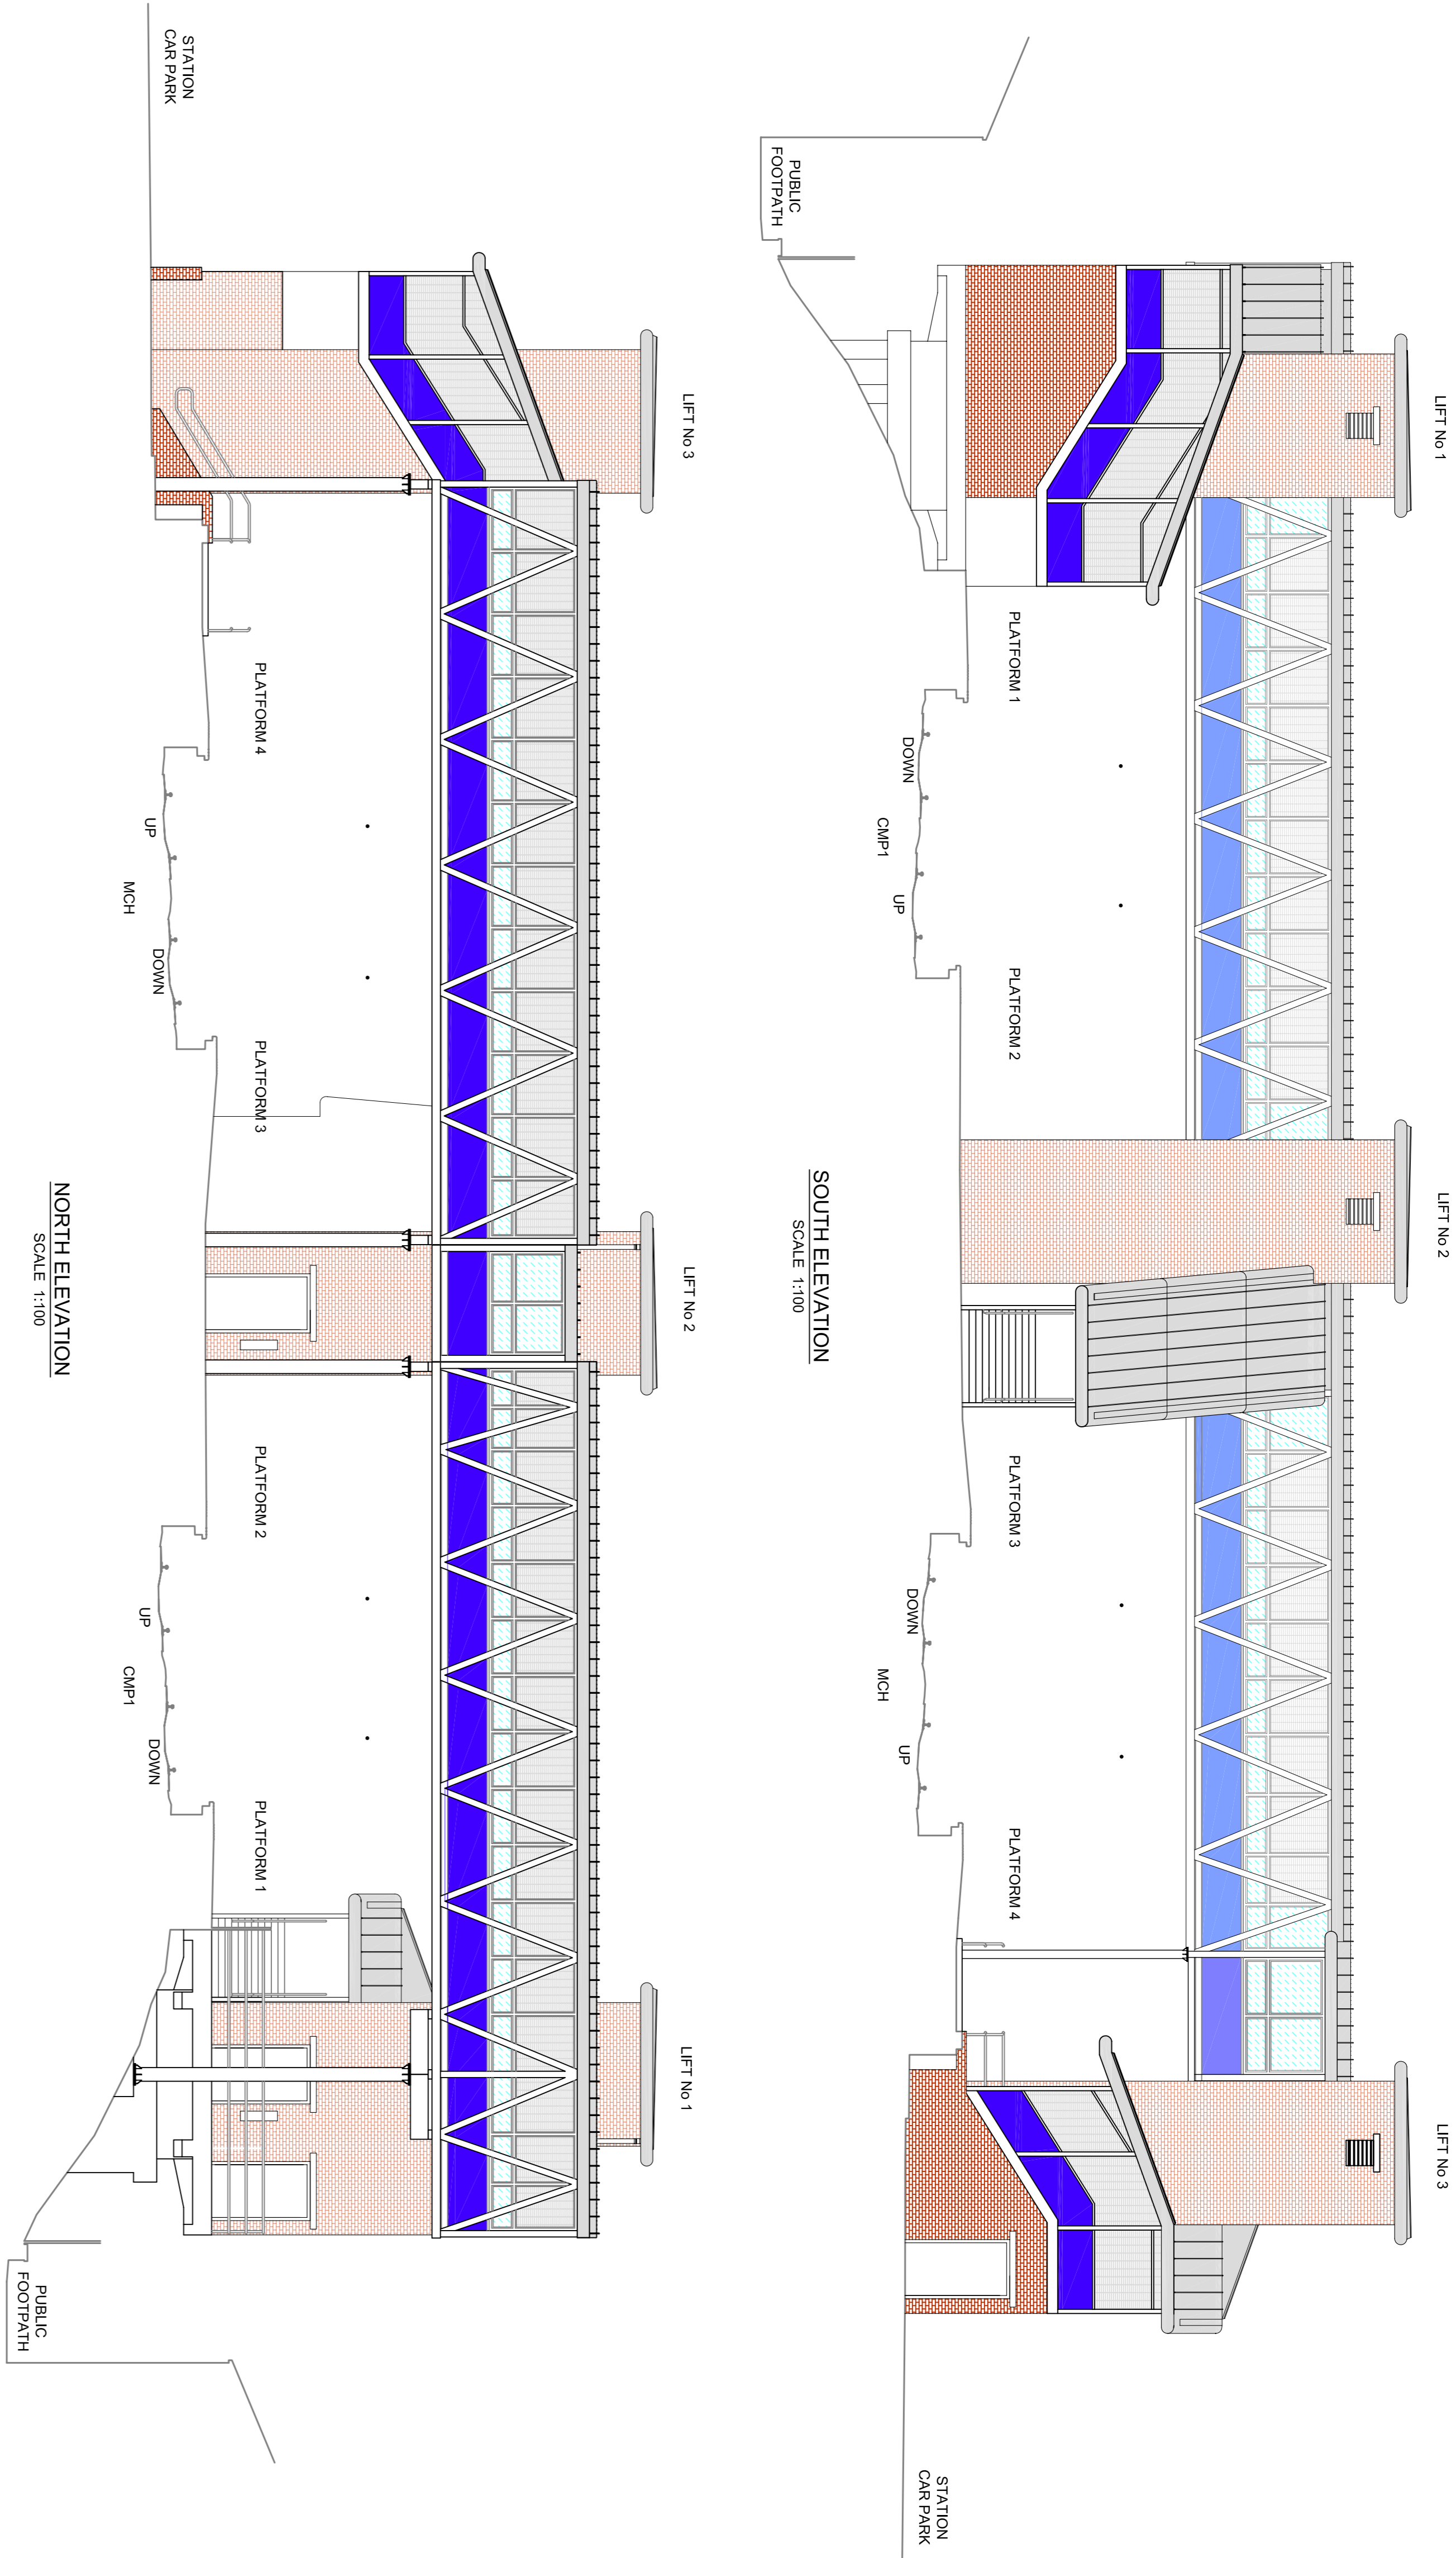 LIFT No 1
LIFT No 2
LIFT No 3
PUBLIC
FOOTPATH
PLATFORM 1
PLATFORM 2
PLATFORM 3
PLATFORM 4
DOWN
CMP1
UP
DOWN
MCH
UP
STATION
CAR PARK
SOUTH ELEVATION
SCALE 1:100
LIFT No 3
LIFT No 2
LIFT No 1
STATION
CAR PARK
PLATFORM 4
PLATFORM 3
PLATFORM 2
PLATFORM 1
UP
MCH
DOWN
UP
CMP1
DOWN
PUBLIC
FOOTPATH
NORTH ELEVATION
SCALE 1:100